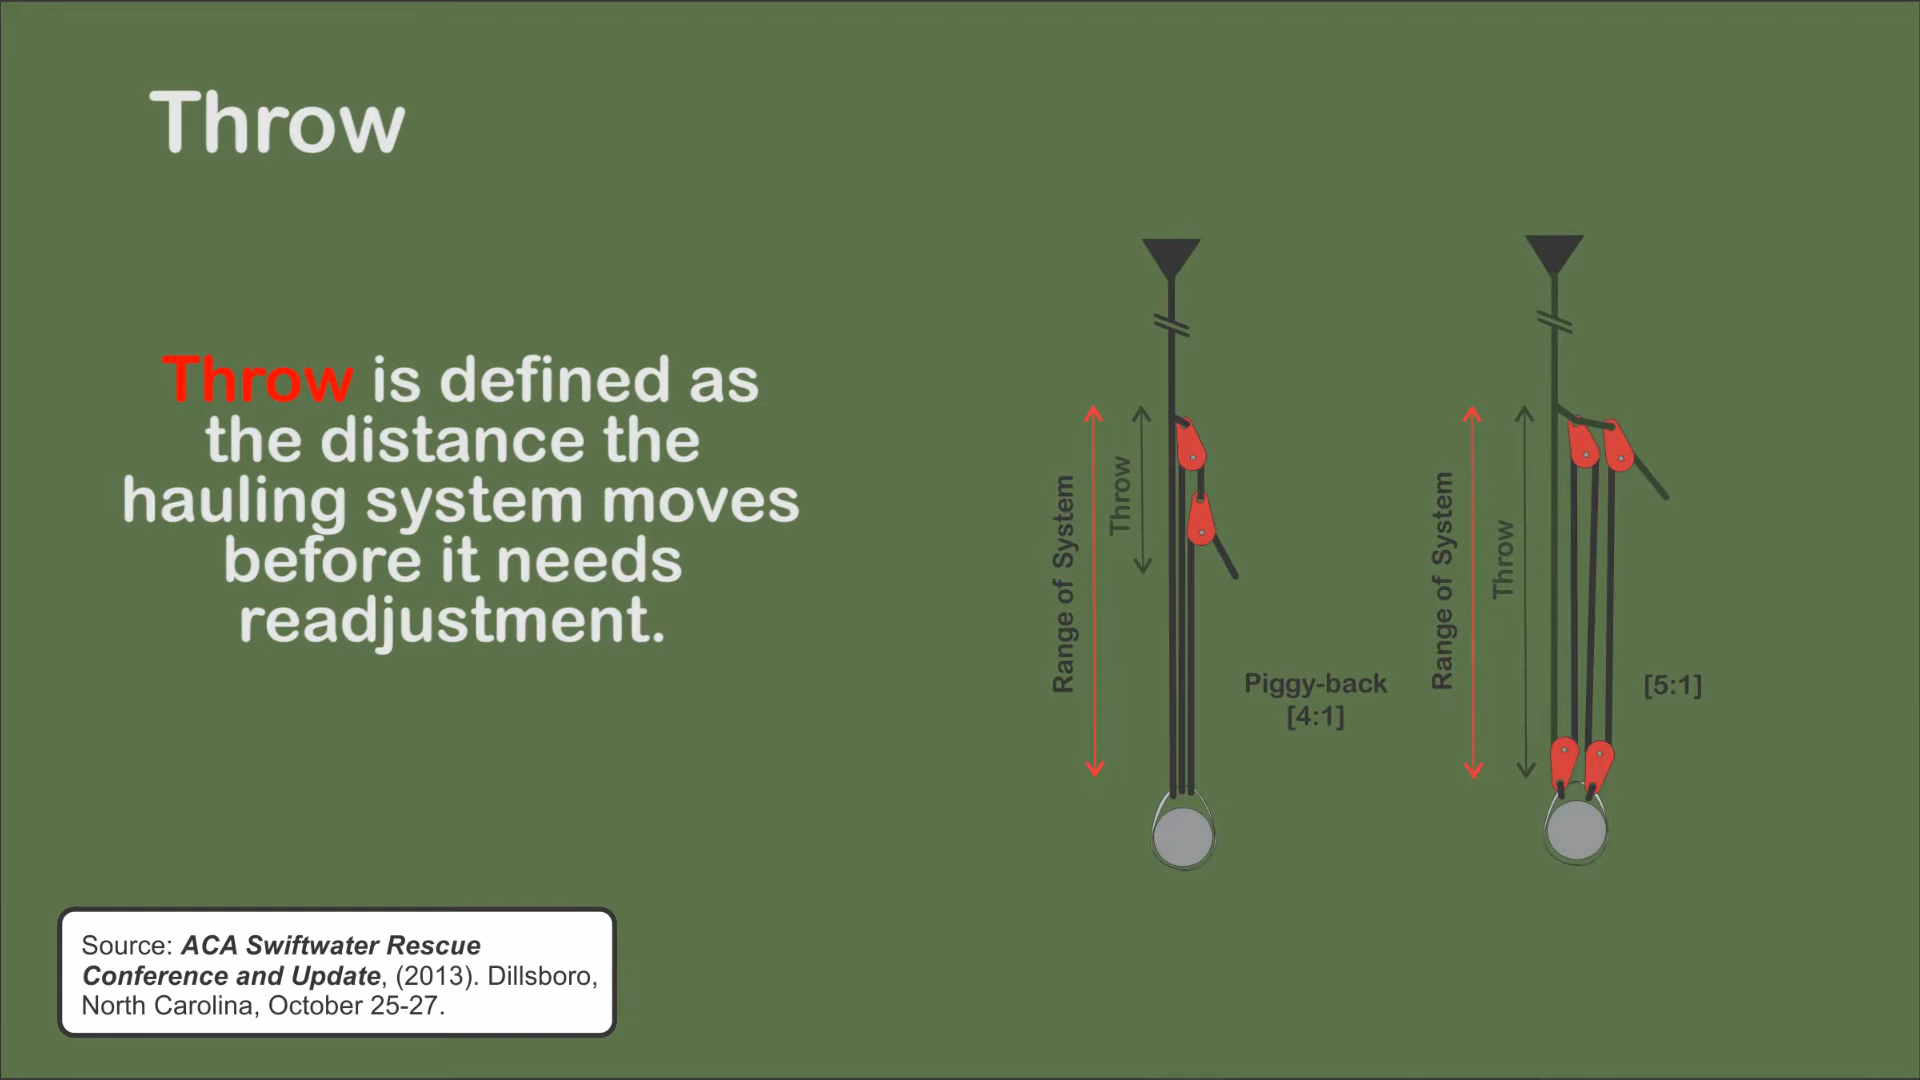 Throw
Throw is defined as
the distance the
hauling system moves
before it needs
readjustment.
Range of System
Throw
Piggy-back
[4:1]
Range of System
Throw
[5:1]
Source: ACA Swiftwater Rescue
Conference and Update, (2013). Dillsboro,
North Carolina, October 25-27.